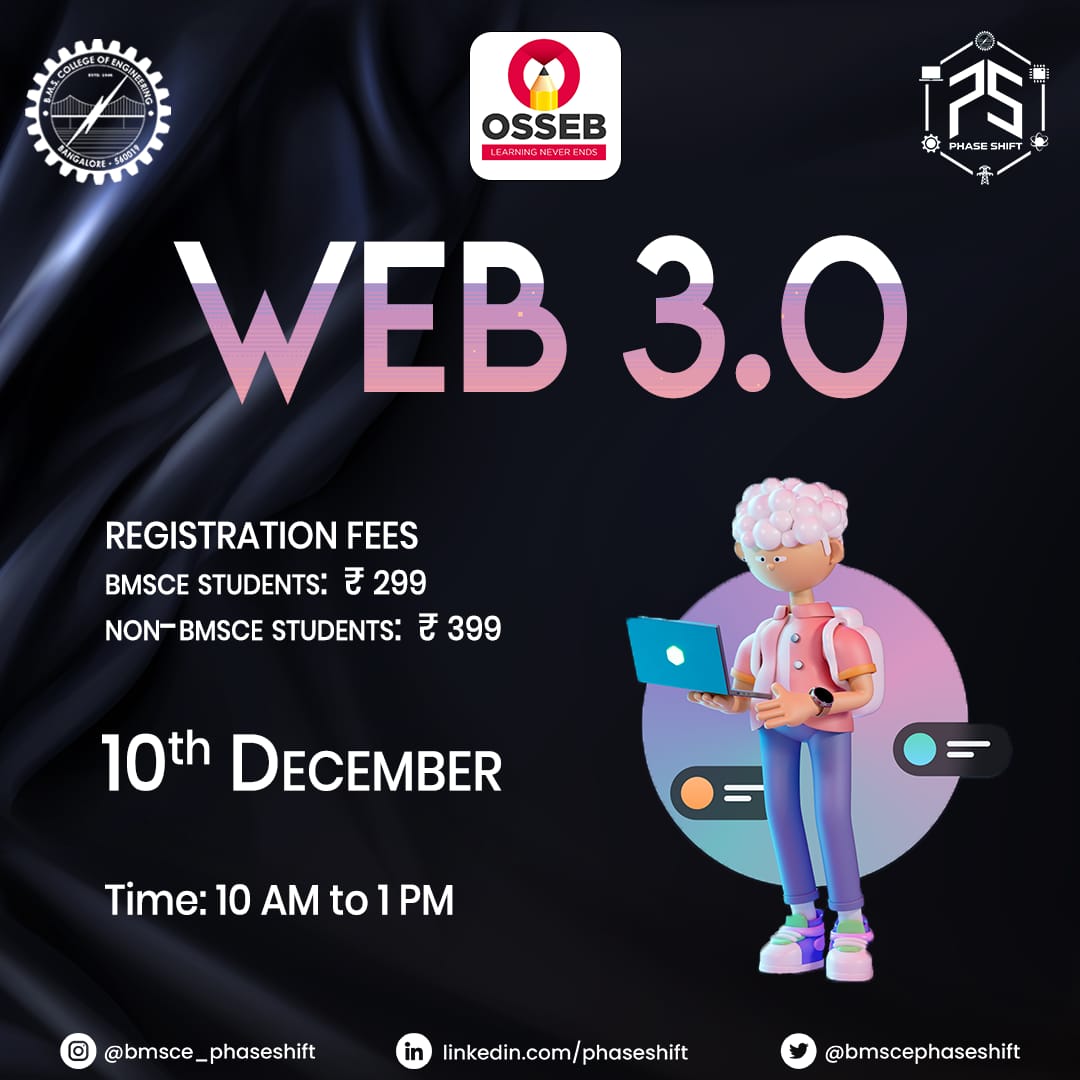 B.M.S. COLLEGE OF ENGINEERING
ESTD. 1946
BANGALORE - 560019
OSSEB
LEARNING NEVER ENDS
PS
PHASE SHIFT
WEB 3.0
REGISTRATION FEES
BMSCE STUDENTS: ₹ 299
NON-BMSCE STUDENTS: ₹ 399
10th DECEMBER
Time: 10 AM to 1 PM
@bmsce_phaseshift
linkedin.com/phaseshift
@bmscephaseshift